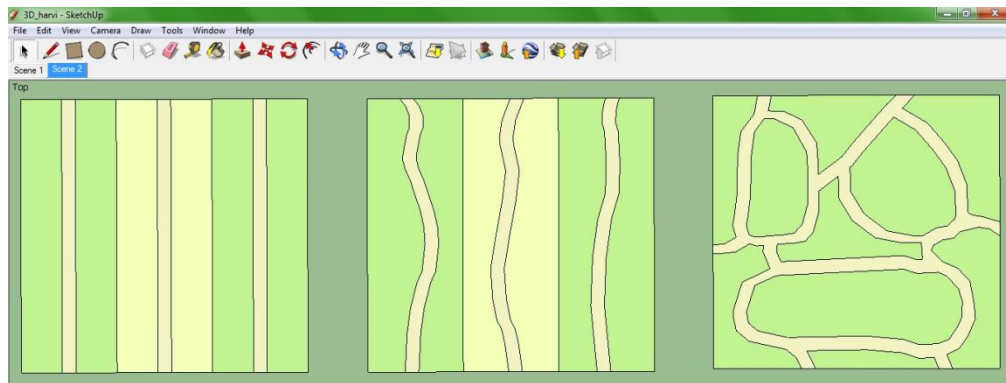 3D_harvi - SketchUp
File Edit View Camera Draw Tools Window Help
Scene 1 Scene 2
Top